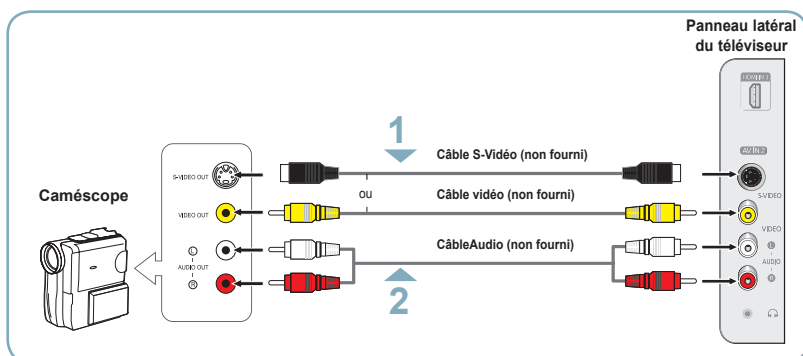 Panneau latéral
du téléviseur
HDMI IN 3
1
AV IN 2
Câble S-Vidéo (non fourni)
S-VIDEO OUT
S-VIDEO
Caméscope
ou
Câble vidéo (non fourni)
VIDEO OUT
VIDEO
CâbleAudio (non fourni)
L
AUDIO OUT
R
L
AUDIO
R
2